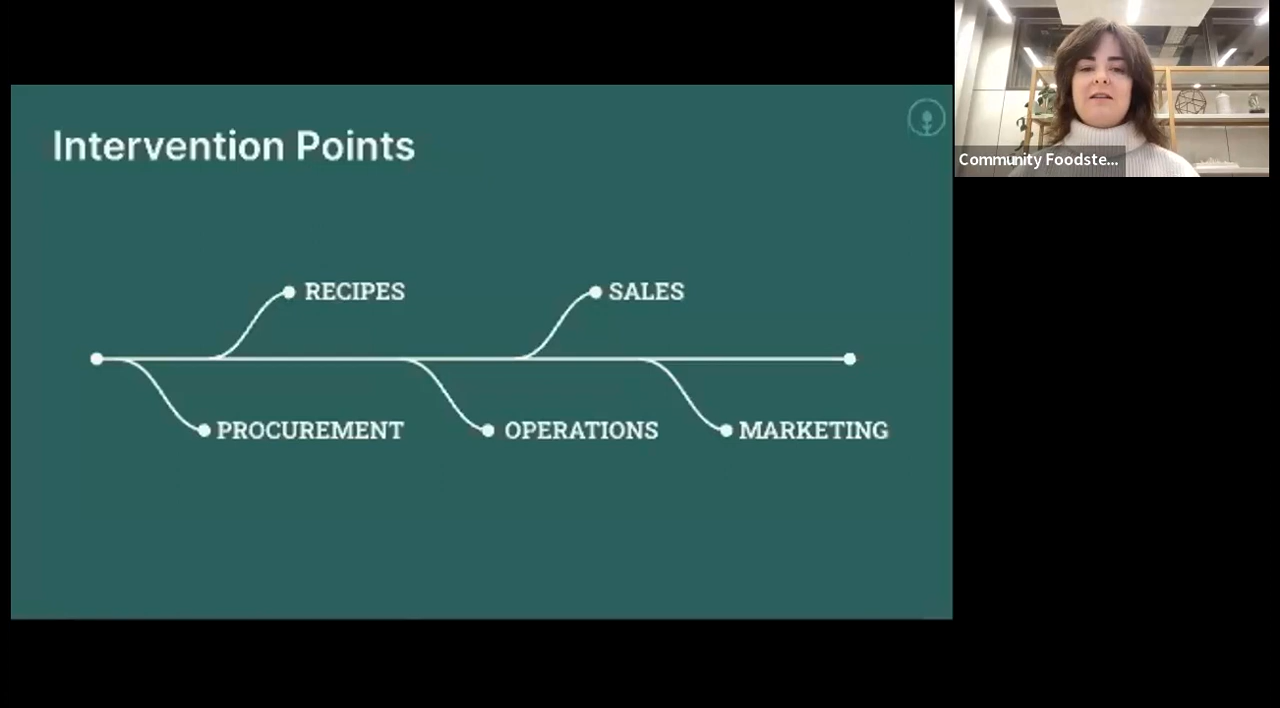 Intervention Points
Community Foodste...
RECIPES
SALES
PROCUREMENT
OPERATIONS
MARKETING